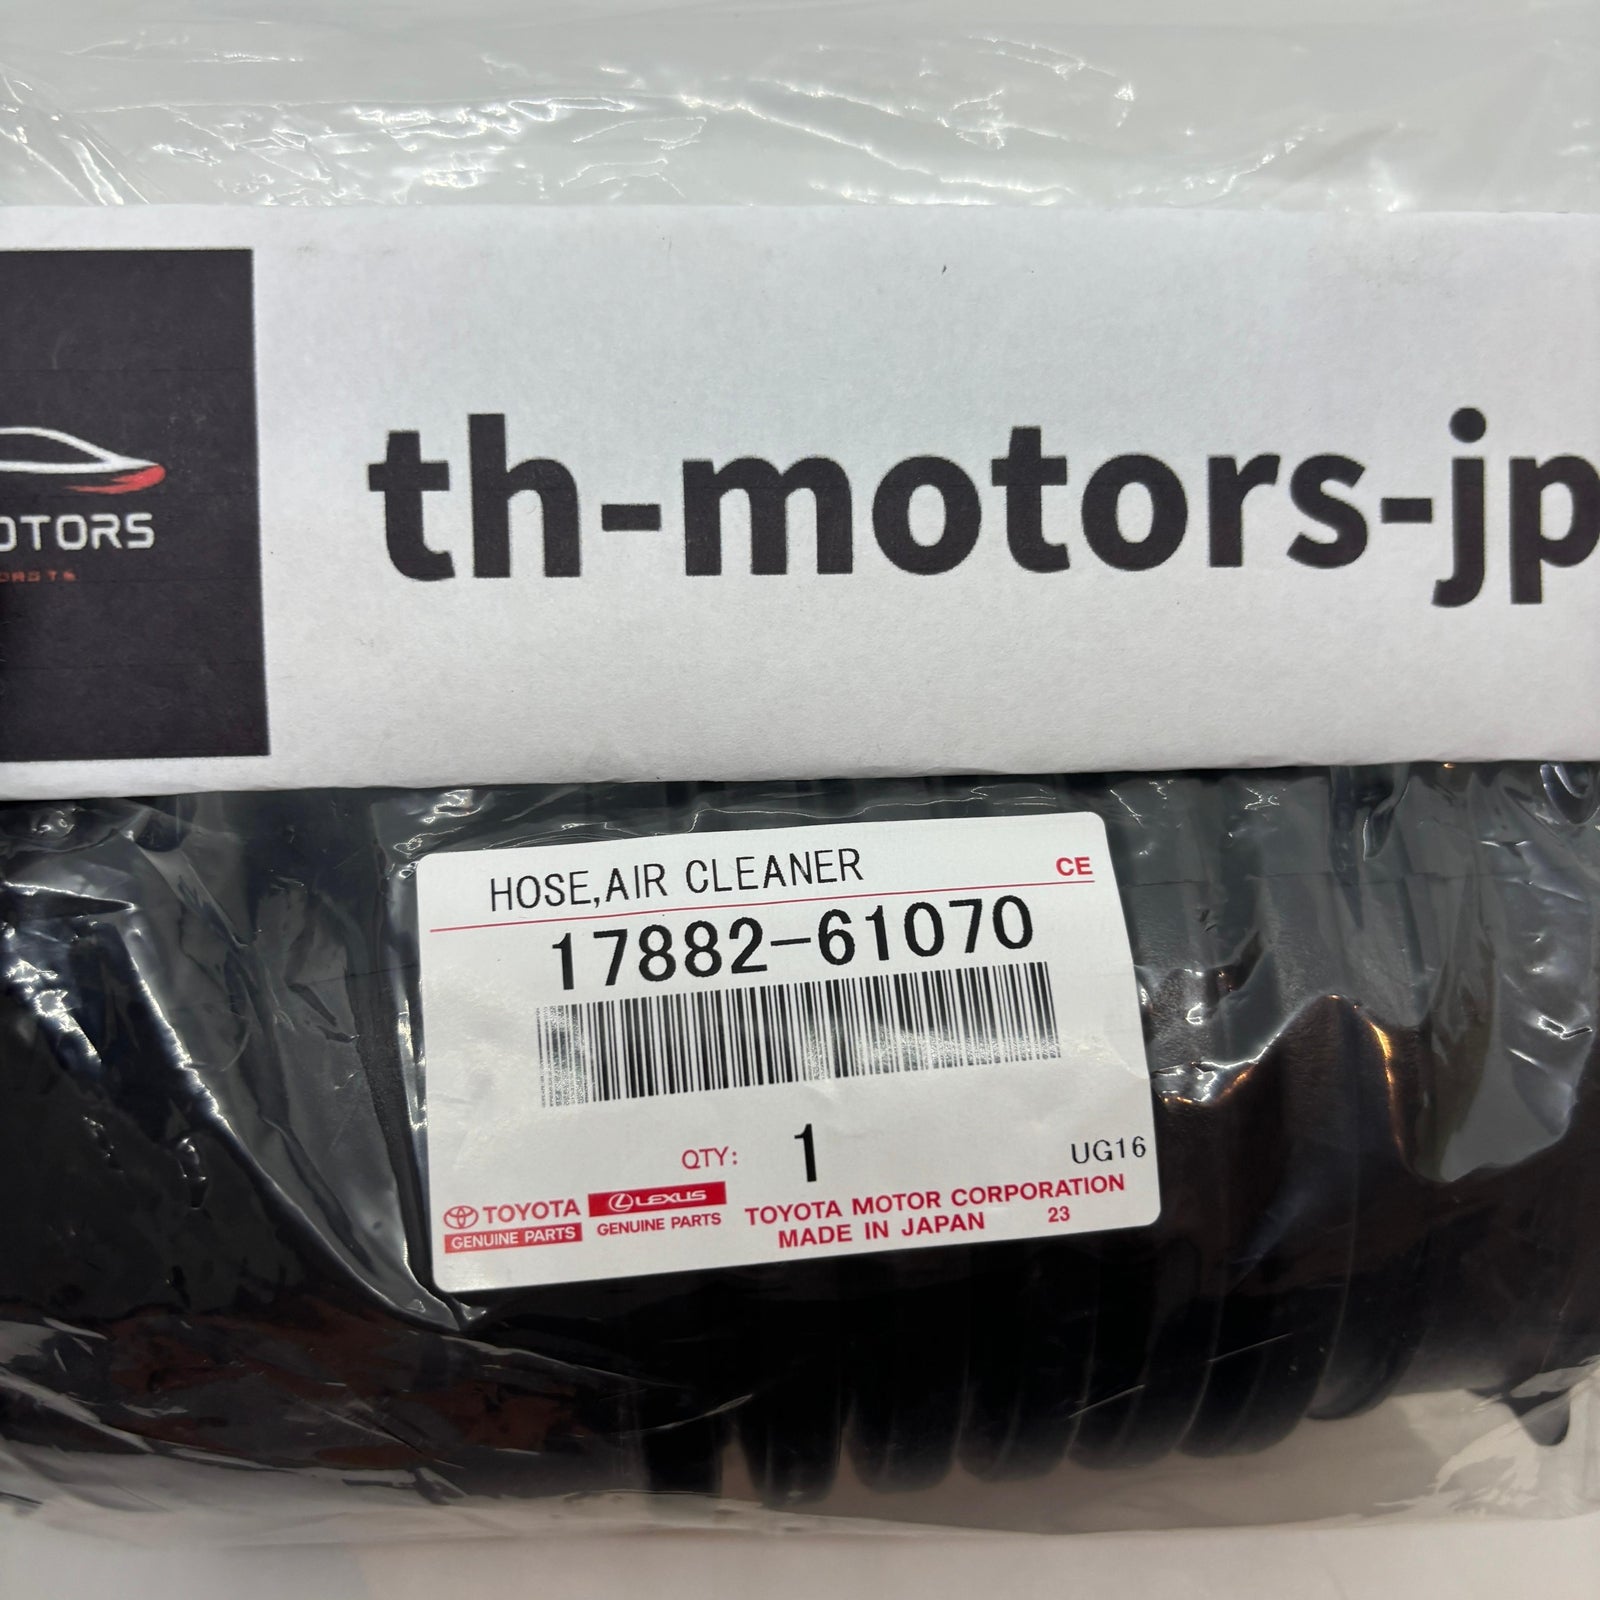 th-motors-jp
OTORS
HOSE,AIR CLEANER
CE
17882-61070
QTY: 1
UG16
TOYOTA
GENUINE PARTS
LEXUS
GENUINE PARTS
TOYOTA MOTOR CORPORATION
MADE IN JAPAN 23